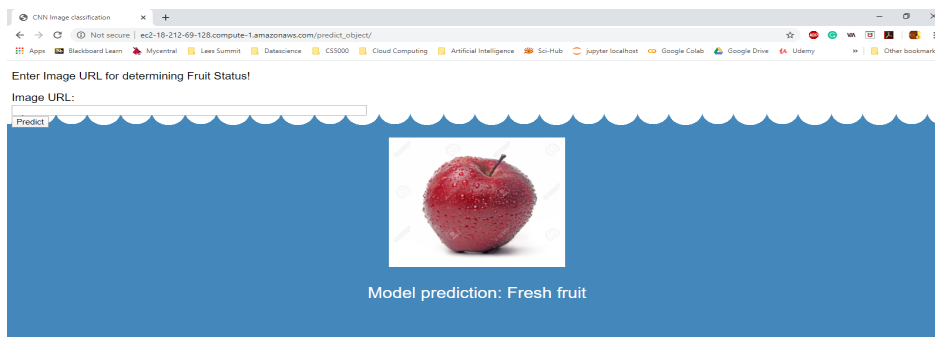 CNN Image classification
Not secure | ec2-18-212-69-128.compute-1.amazonaws.com/predict_object/
Apps Blackboard Learn Mycentral Lees Summit Datascience CS5000 Cloud Computing Artificial Intelligence Sci-Hub jupyter localhost Google Colab Google Drive Udemy » Other bookmark
Enter Image URL for determining Fruit Status!
Image URL:
Predict
Model prediction: Fresh fruit